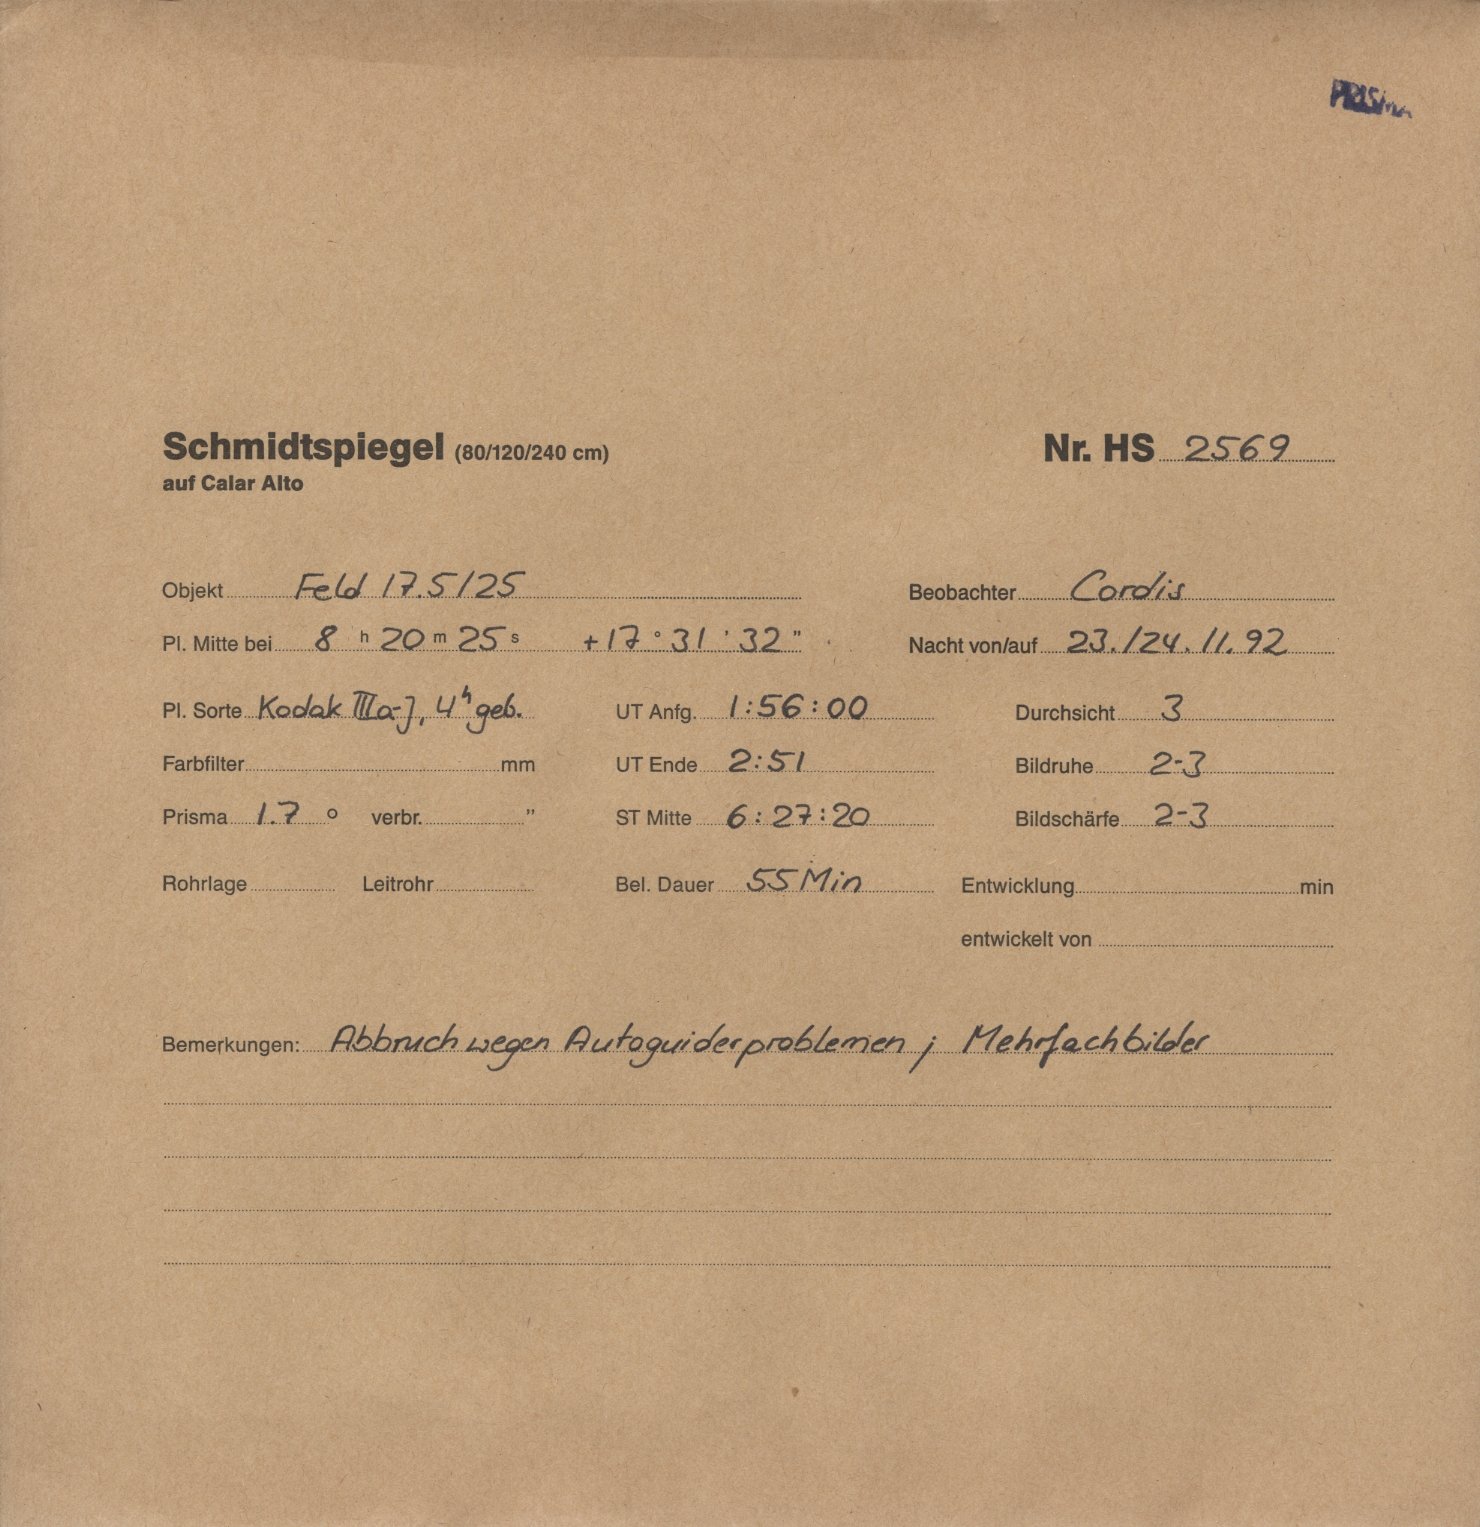 PRISMA
Schmidtspiegel (80/120/240 cm) Nr. HS 2569
auf Calar Alto
Objekt Feld 17.5/25 Beobachter Cordis
Pl. Mitte bei 8 h 20 m 25 s +17 ° 31 ' 32 " Nacht von/auf 23./24.11.92
Pl. Sorte Kodak IIIa-J, 4h geb. UT Anfg. 1:56:00 Durchsicht 3
Farbfilter mm UT Ende 2:51 Bildruhe 2-3
Prisma 1.7 ° verbr. " ST Mitte 6:27:20 Bildschärfe 2-3
Rohrlage Leitrohr Bel. Dauer 55 Min Entwicklung min
entwickelt von
Bemerkungen: Abbruch wegen Autoguiderproblemen ; Mehrfachbilder